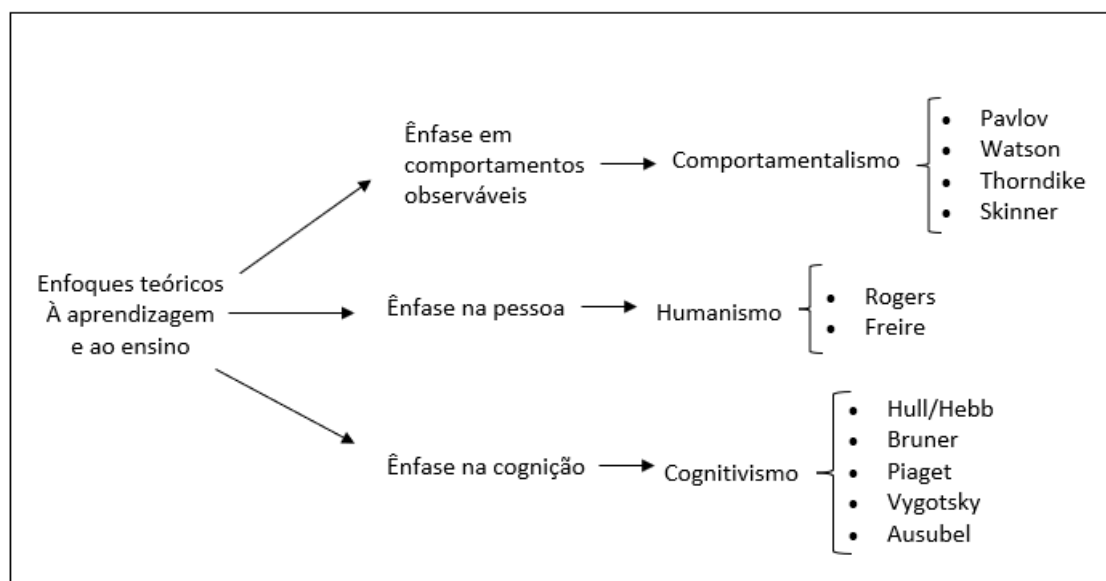 Enfoques teóricos
À aprendizagem
e ao ensino
Ênfase em
comportamentos
observáveis
Comportamentalismo
• Pavlov
• Watson
• Thorndike
• Skinner
Ênfase na pessoa
Humanismo
• Rogers
• Freire
Ênfase na cognição
Cognitivismo
• Hull/Hebb
• Bruner
• Piaget
• Vygotsky
• Ausubel